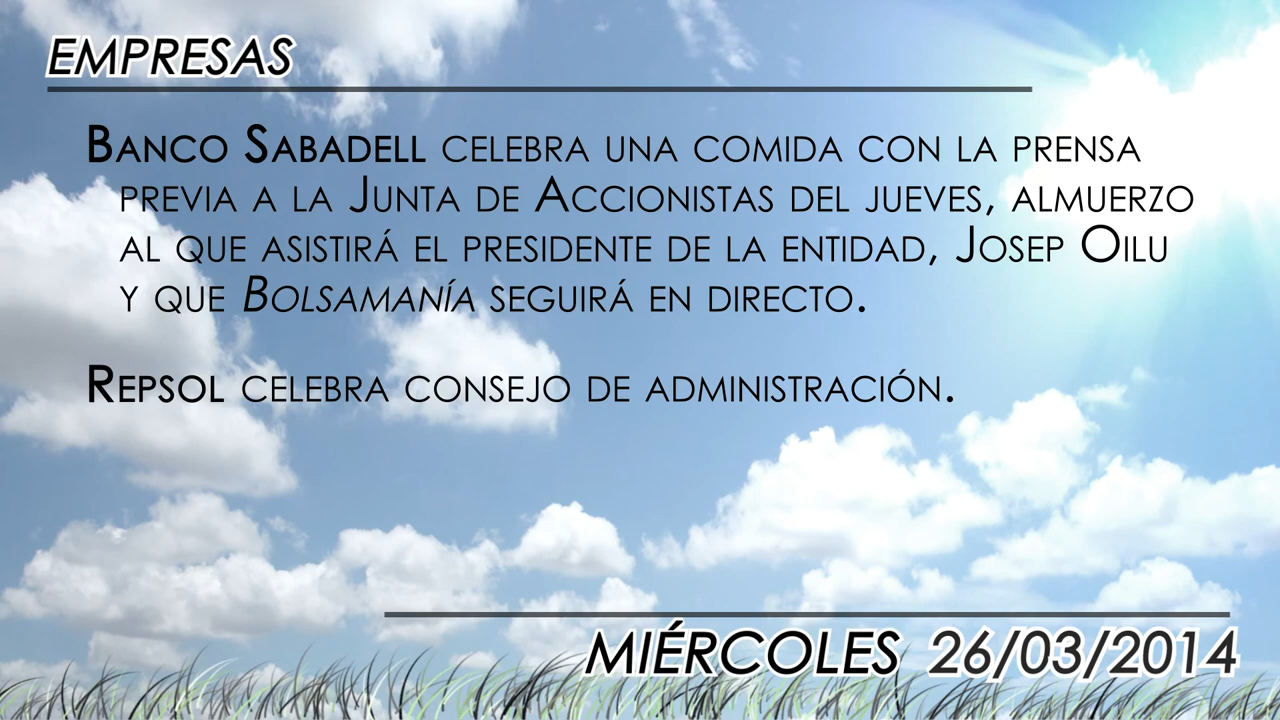 EMPRESAS
Banco Sabadell celebra una comida con la prensa
previa a la Junta de Accionistas del jueves, almuerzo
al que asistirá el presidente de la entidad, Josep Oilu
y que Bolsamanía seguirá en directo.
Repsol celebra consejo de administración.
MIÉRCOLES 26/03/2014